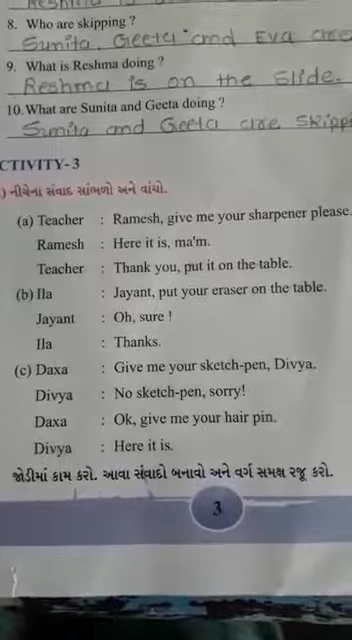 8. Who are skipping ?
Sunita, Geeta and Eva are
9. What is Reshma doing ?
Reshma is on the slide.
10. What are Sunita and Geeta doing ?
Sunita and Geeta are skipp
CTIVITY-3
) નીચેના સંવાદ સાંભળો અને વાંચો.
(a) Teacher : Ramesh, give me your sharpener please.
Ramesh : Here it is, ma'm.
Teacher : Thank you, put it on the table.
(b) Ila : Jayant, put your eraser on the table.
Jayant : Oh, sure !
Ila : Thanks.
(c) Daxa : Give me your sketch-pen, Divya.
Divya : No sketch-pen, sorry!
Daxa : Ok, give me your hair pin.
Divya : Here it is.
જોડીમાં કામ કરો. આવા સંવાદો બનાવો અને વર્ગ સમક્ષ રજૂ કરો.
3